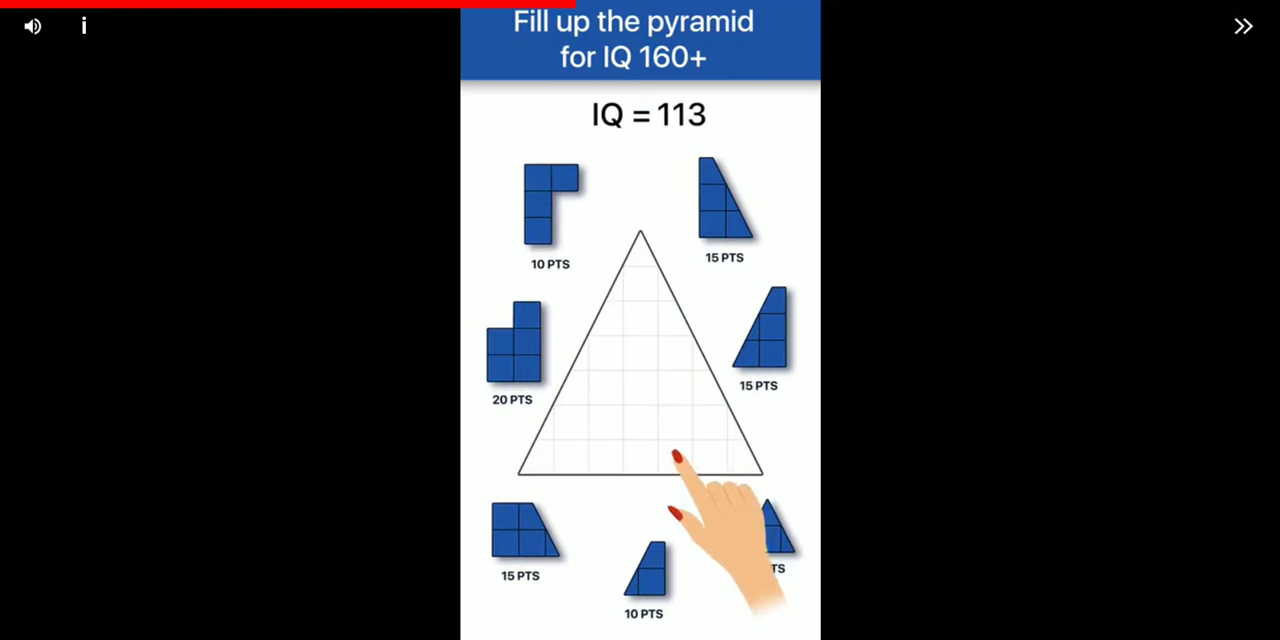 Fill up the pyramid
for IQ 160+
IQ = 113
10 PTS
15 PTS
15 PTS
20 PTS
15 PTS
TS
10 PTS